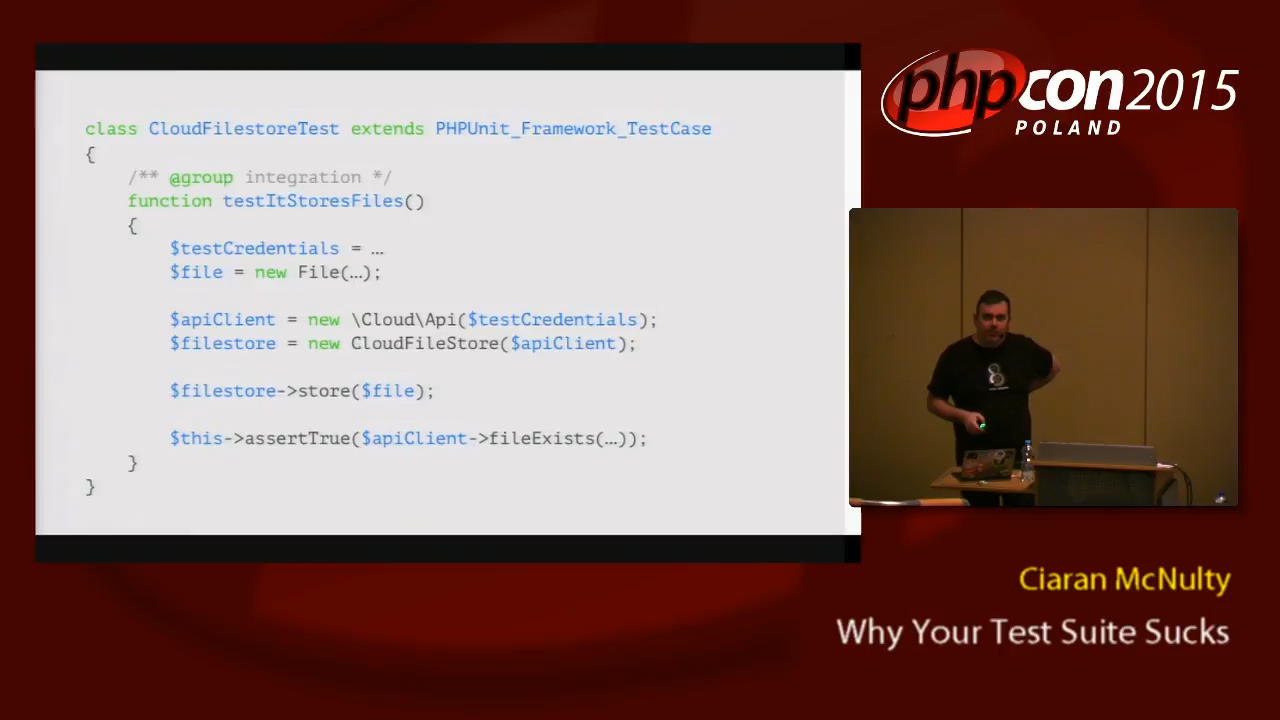 class CloudFilestoreTest extends PHPUnit_Framework_TestCase
{
/** @group integration */
function testItStoresFiles()
{
$testCredentials = …
$file = new File(…);
$apiClient = new \Cloud\Api($testCredentials);
$filestore = new CloudFileStore($apiClient);
$filestore->store($file);
$this->assertTrue($apiClient->fileExists(…));
}
}
phpcon2015
POLAND
Ciaran McNulty
Why Your Test Suite Sucks